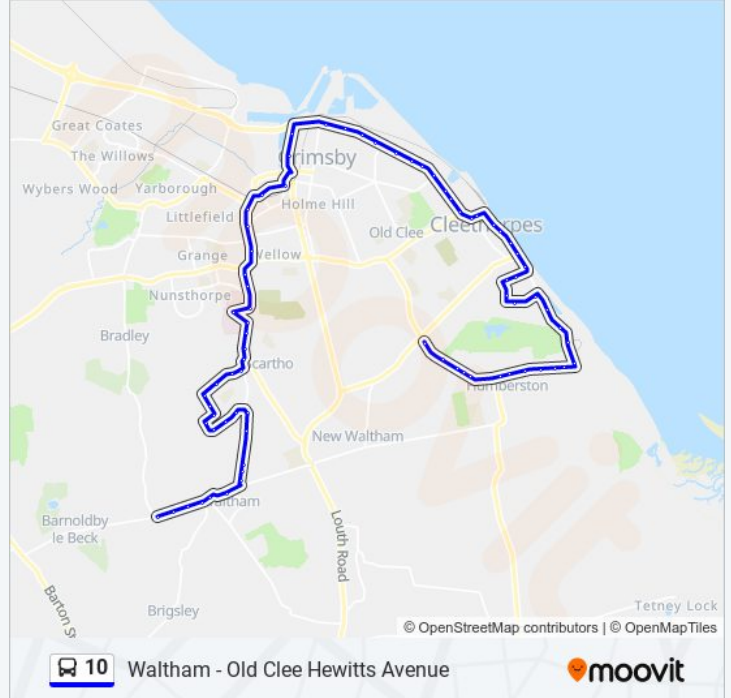 Great Coates
The Willows
Grimsby
Wybers Wood
Yarborough
Holme Hill
Littlefield
Old Clee
Cleethorpes
Grange
Wellow
Nunsthorpe
Bradley
Scartho
Humberston
New Waltham
Waltham
Barnoldby
le Beck
Louth Road
Barton St
Brigsley
Tetney Lock
© OpenStreetMap contributors | © OpenMapTiles
10 Waltham - Old Clee Hewitts Avenue
moovit